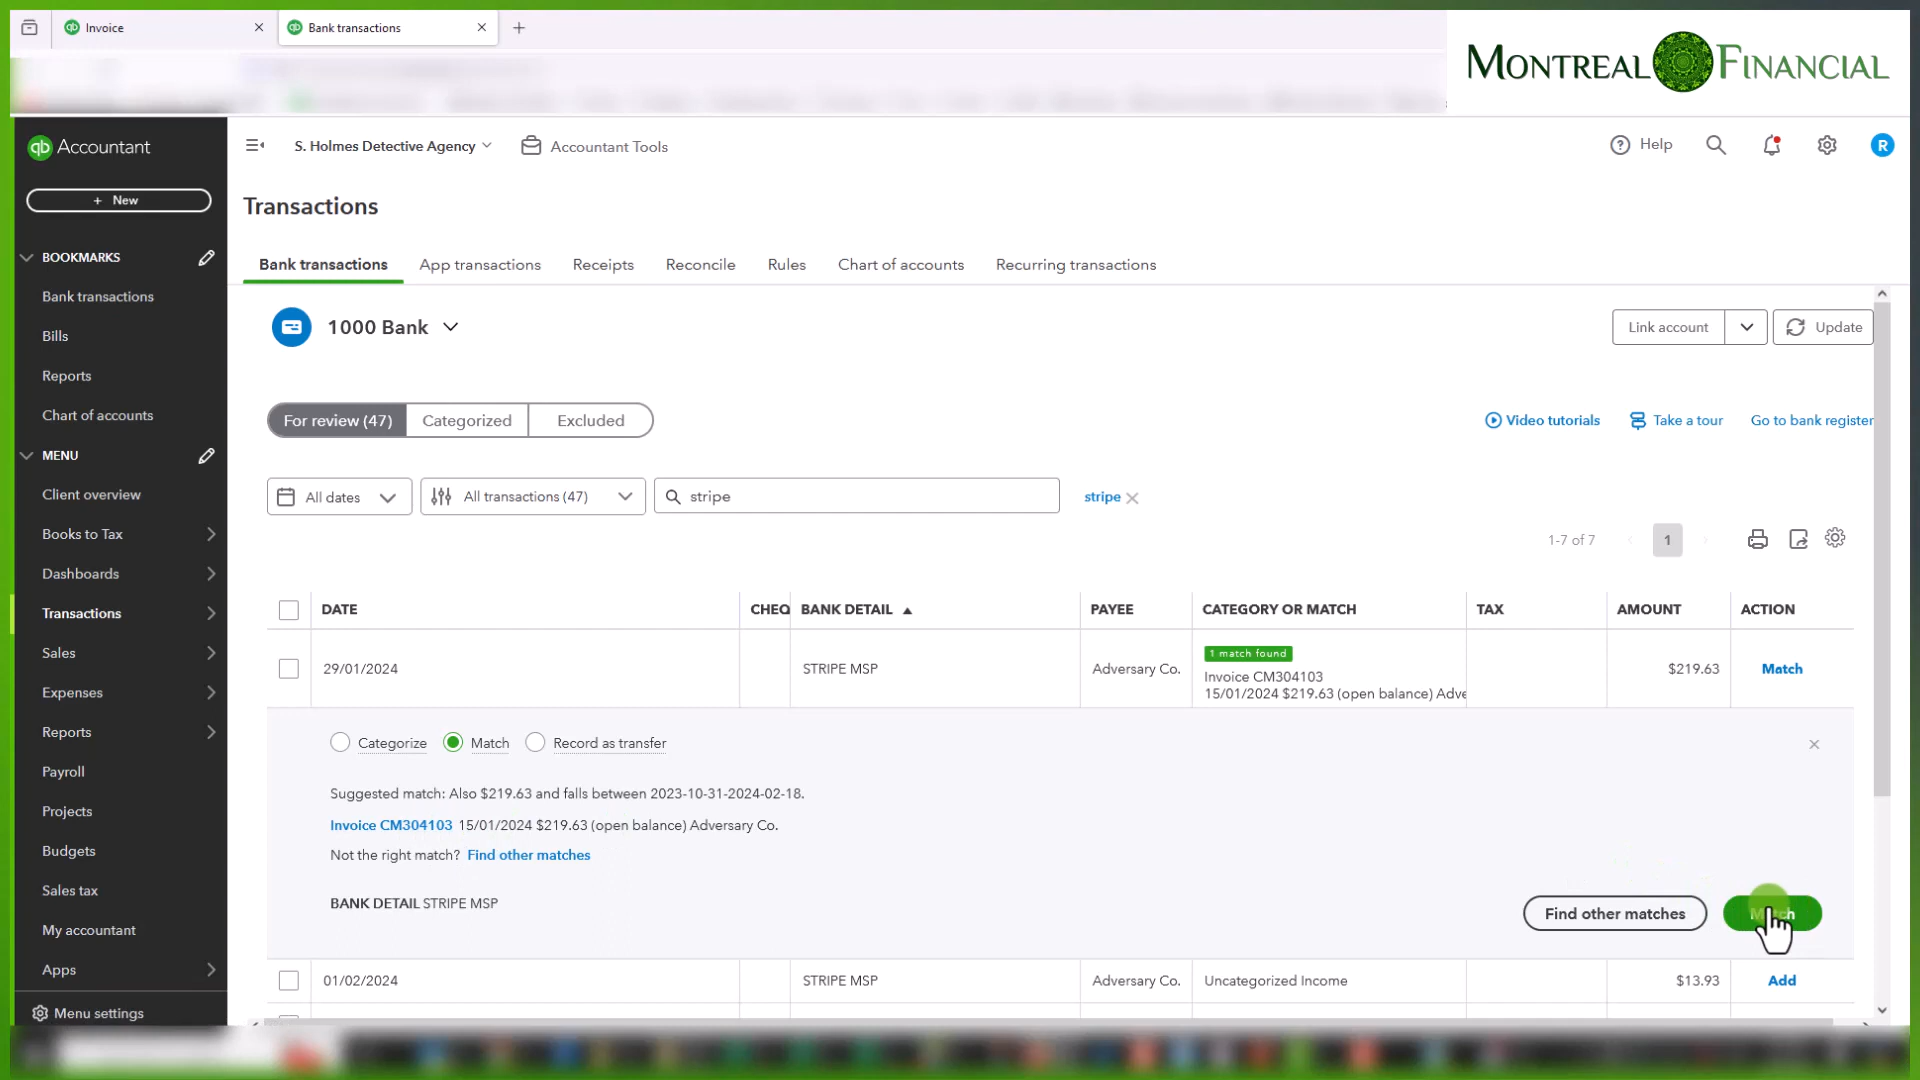 Invoice
Bank transactions
MONTREAL FINANCIAL
qb Accountant
S. Holmes Detective Agency
Accountant Tools
Help
R
+ New
Transactions
BOOKMARKS
Bank transactions
Bills
Reports
Chart of accounts
MENU
Client overview
Books to Tax
Dashboards
Transactions
Sales
Expenses
Reports
Payroll
Projects
Budgets
Sales tax
My accountant
Apps
Menu settings
Bank transactions App transactions Receipts Reconcile Rules Chart of accounts Recurring transactions
1000 Bank
Link account Update
For review (47) Categorized Excluded
Video tutorials Take a tour Go to bank register
All dates All transactions (47) stripe stripe
1-7 of 7 1
DATE CHEQ BANK DETAIL PAYEE CATEGORY OR MATCH TAX AMOUNT ACTION
1 match found
29/01/2024 STRIPE MSP Adversary Co. Invoice CM304103 $219.63 Match
15/01/2024 $219.63 (open balance) Adve
Categorize Match Record as transfer
Suggested match: Also $219.63 and falls between 2023-10-31-2024-02-18.
Invoice CM304103 15/01/2024 $219.63 (open balance) Adversary Co.
Not the right match? Find other matches
BANK DETAIL STRIPE MSP
Find other matches Match
01/02/2024 STRIPE MSP Adversary Co. Uncategorized Income $13.93 Add